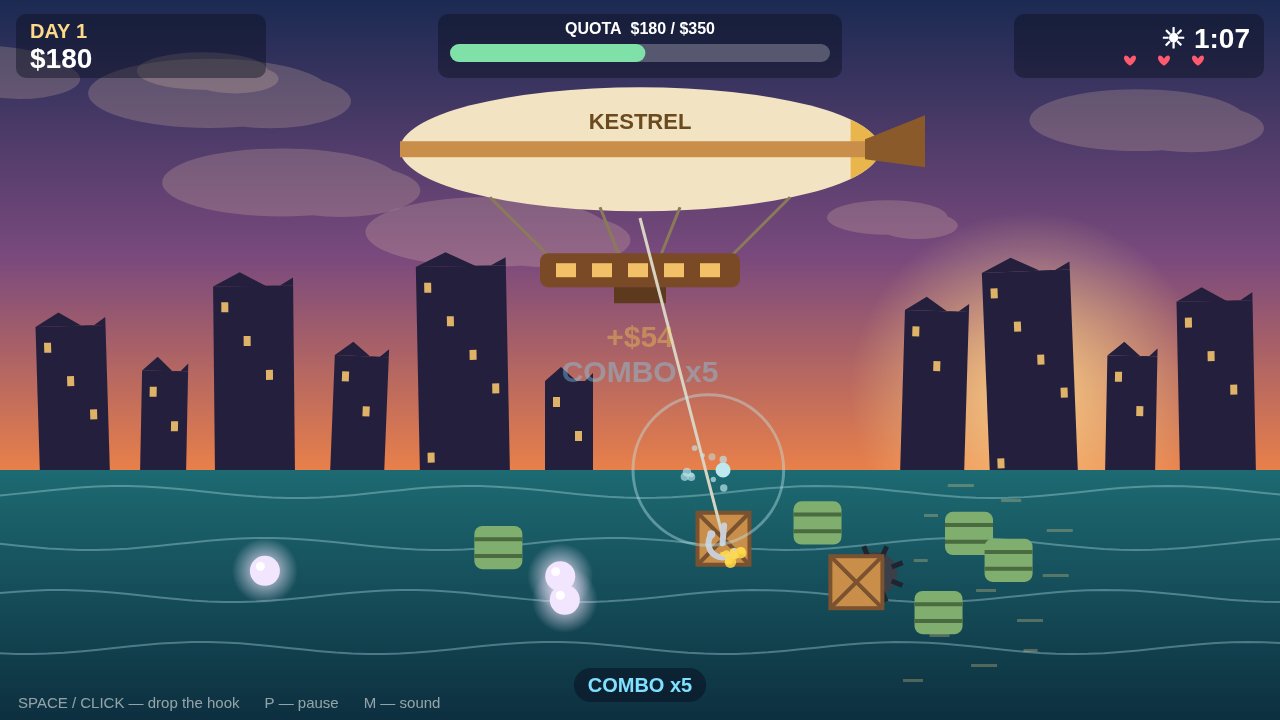 DAY 1
$180
QUOTA $180 / $350
☀ 1:07
KESTREL
+$54
COMBO x5
COMBO x5
SPACE / CLICK — drop the hook P — pause M — sound